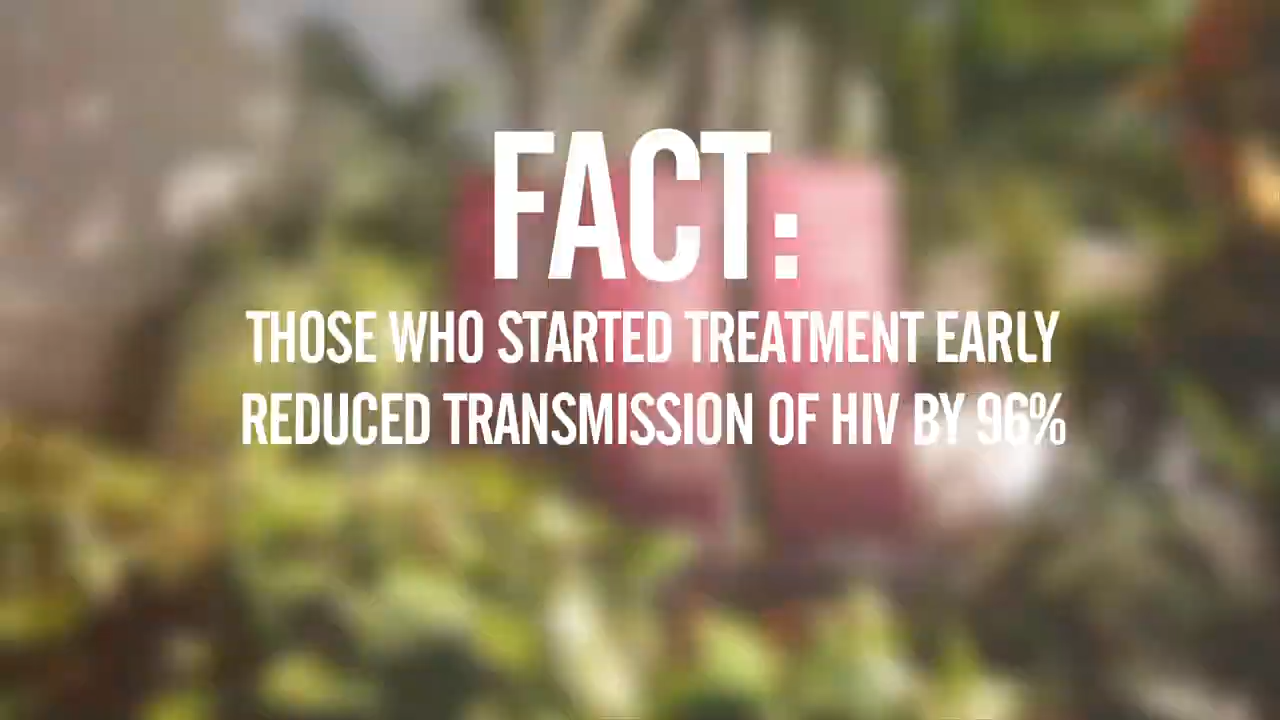 FACT:
THOSE WHO STARTED TREATMENT EARLY
REDUCED TRANSMISSION OF HIV BY 96%